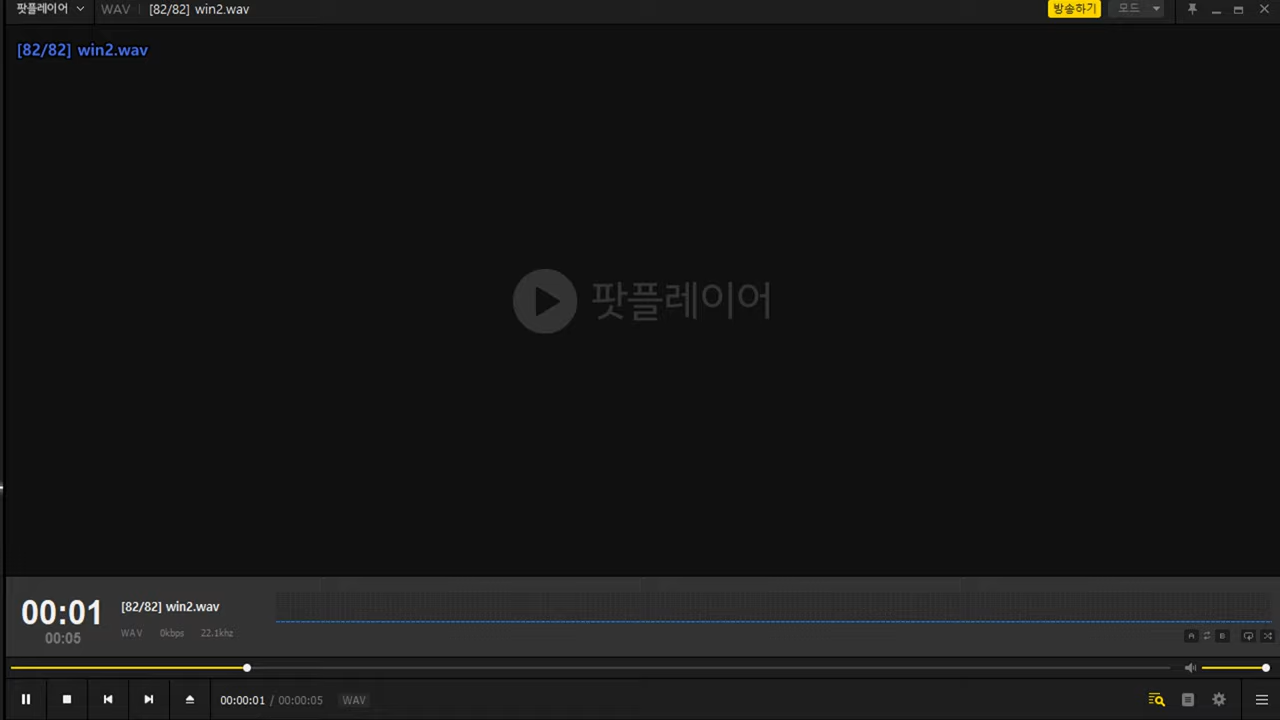 팟플레이어 WAV [82/82] win2.wav 방송하기 모드
[82/82] win2.wav
팟플레이어
00:01 [82/82] win2.wav
00:05 WAV 0kbps 22.1khz
A B
00:00:01 / 00:00:05 WAV